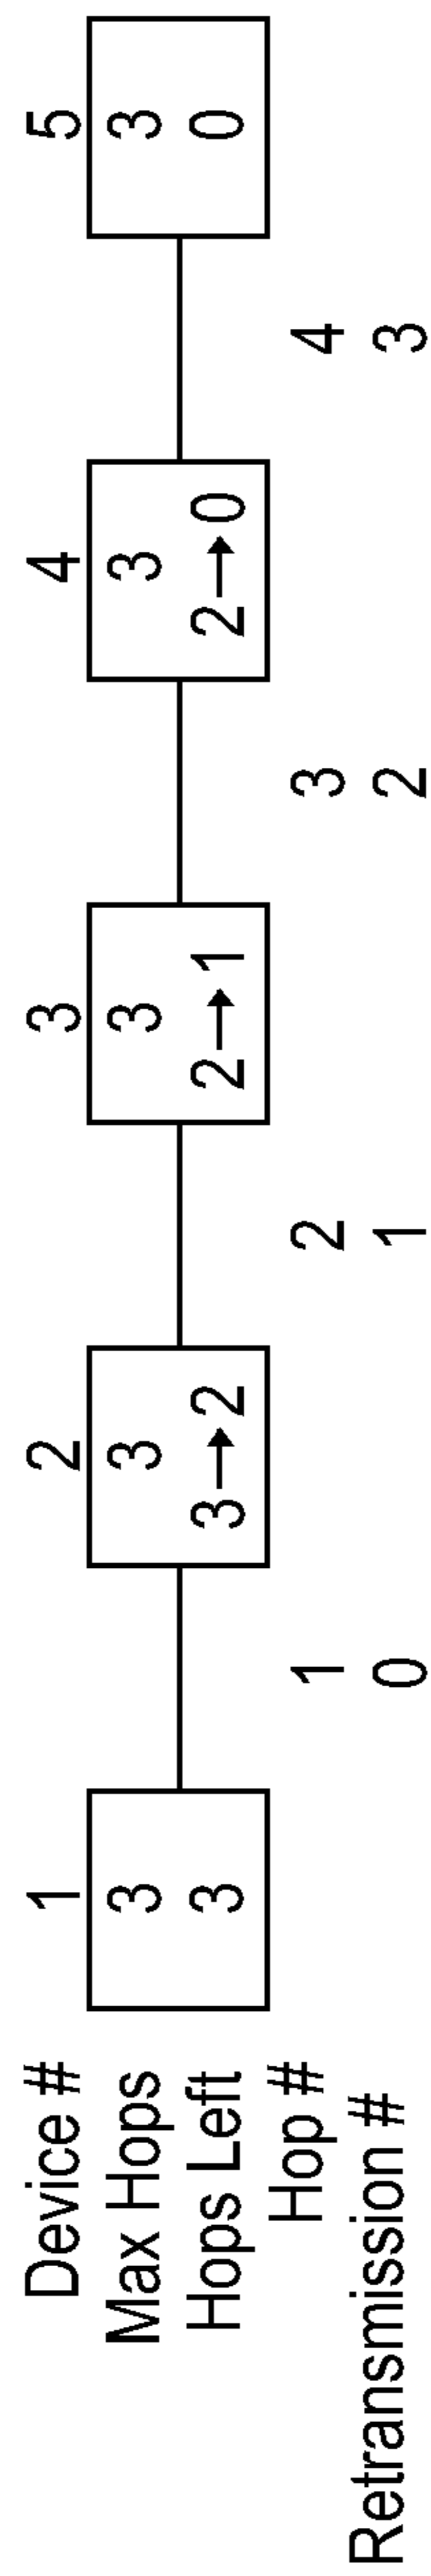 Device # 1 2 3 4 5
Max Hops 3 3 3 3 3
Hops Left 3 3→2 2→1 2→0 0
Hop # 1 2 3 4
Retransmission # 0 1 2 3